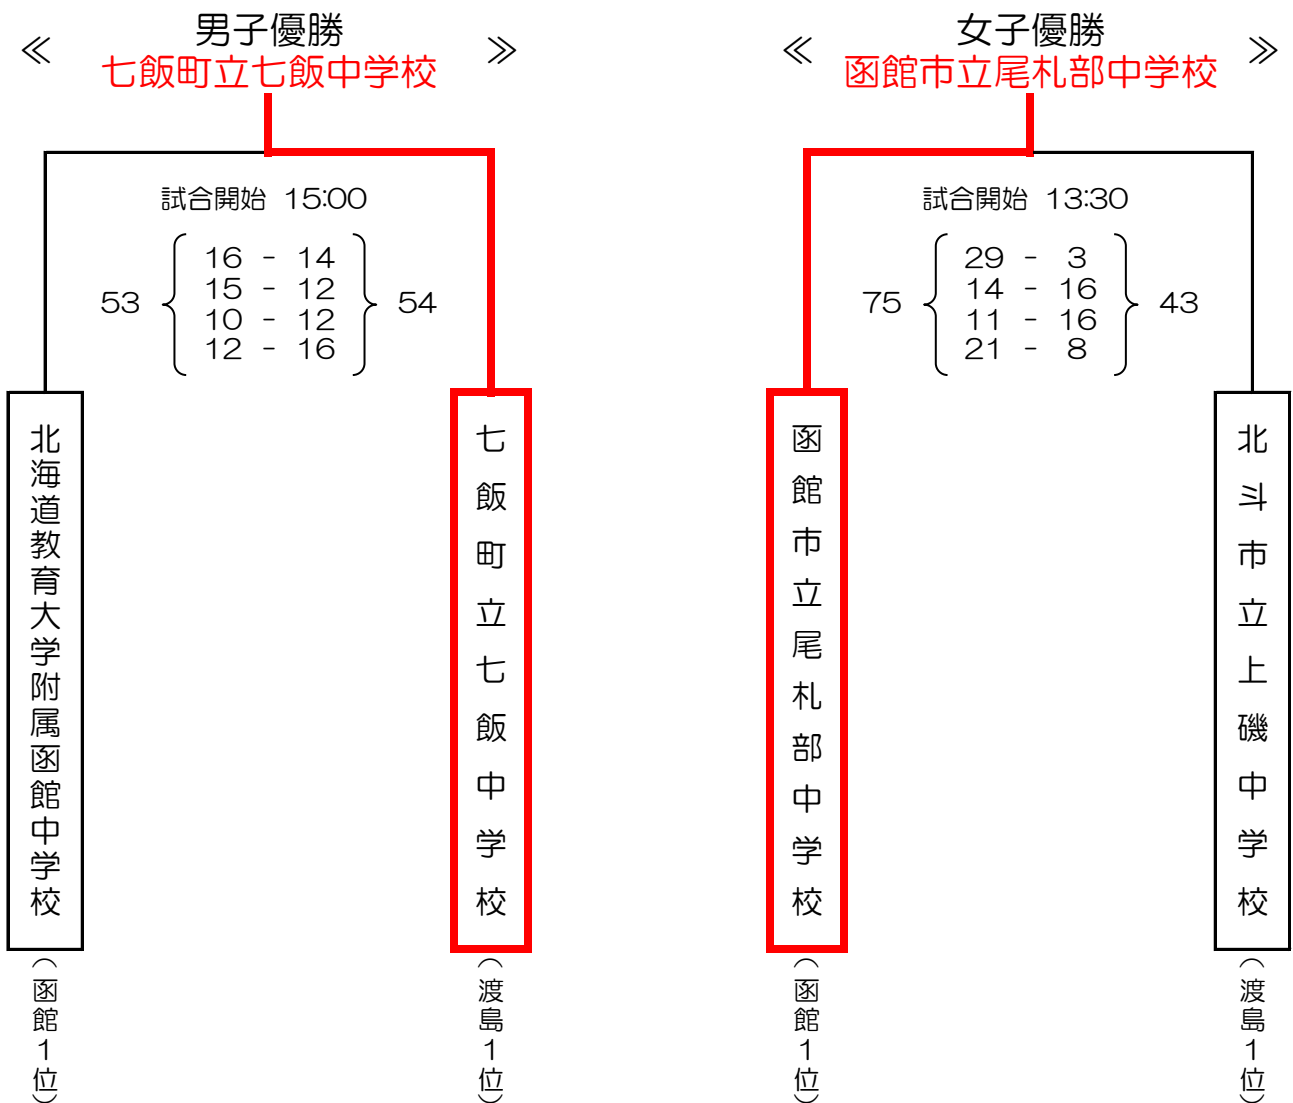 ≪ 男子優勝 ≫
七飯町立七飯中学校
試合開始 15:00
53
16 - 14
15 - 12
10 - 12
12 - 16
54
北海道教育大学附属函館中学校
（函館１位）
七飯町立七飯中学校
（渡島１位）
≪ 女子優勝 ≫
函館市立尾札部中学校
試合開始 13:30
75
29 - 3
14 - 16
11 - 16
21 - 8
43
函館市立尾札部中学校
（函館１位）
北斗市立上磯中学校
（渡島１位）